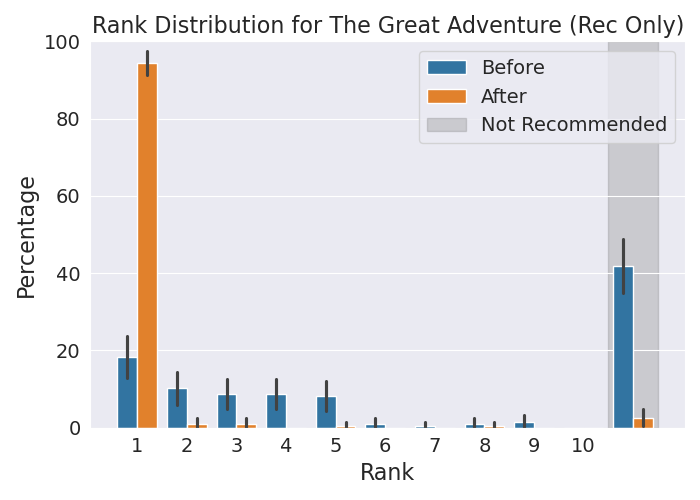 Rank Distribution for The Great Adventure (Rec Only)
100
80
60
40
20
0
Percentage
Before
After
Not Recommended
1 2 3 4 5 6 7 8 9 10
Rank